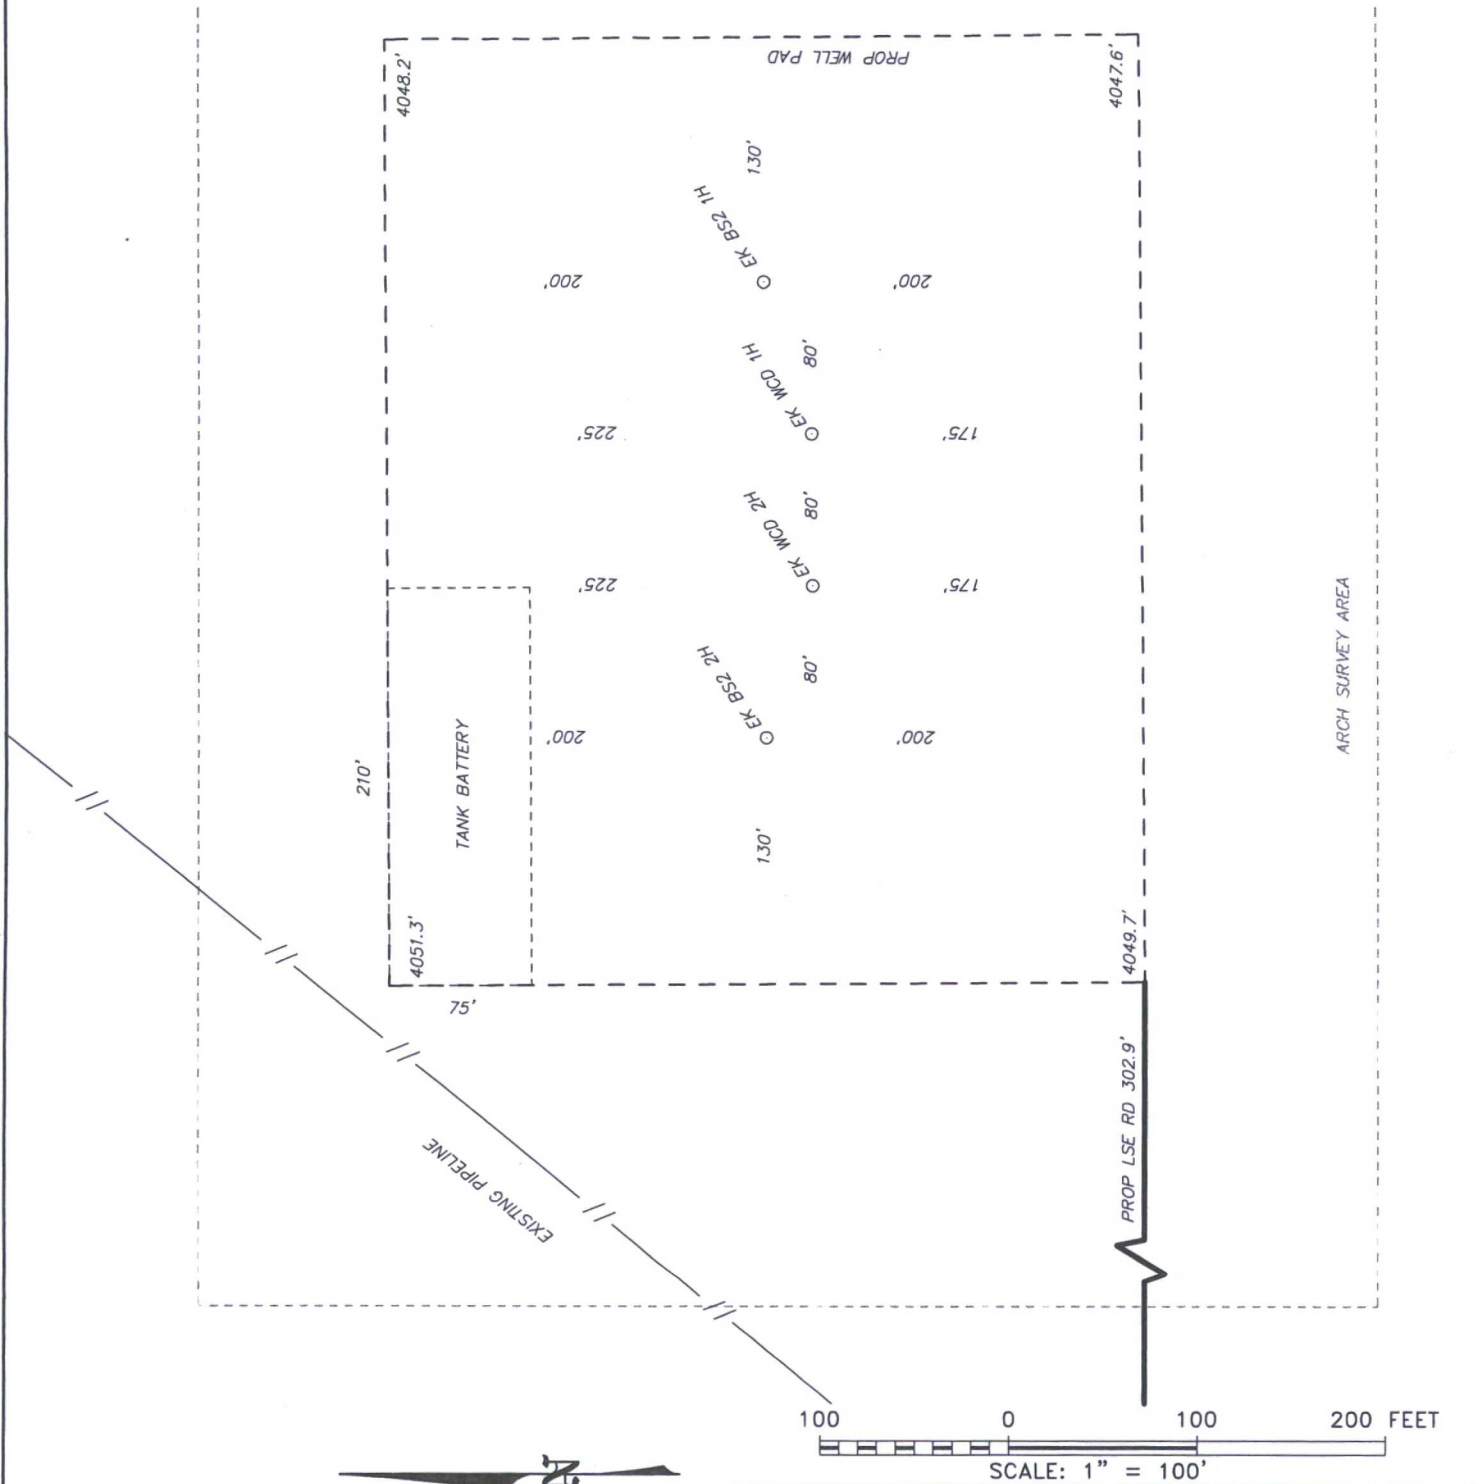 PROP WELL PAD
4048.2'
4047.6'
130'
EK BS2 1H
200'
200'
80'
EK WCD 1H
225'
175'
80'
EK WCD 2H
225'
175'
80'
EK BS2 2H
200'
200'
210'
TANK BATTERY
130'
ARCH SURVEY AREA
4051.3'
4049.7'
75'
PROP LSE RD 302.9'
EXISTING PIPELINE
100 0 100 200 FEET
SCALE: 1" = 100'
N